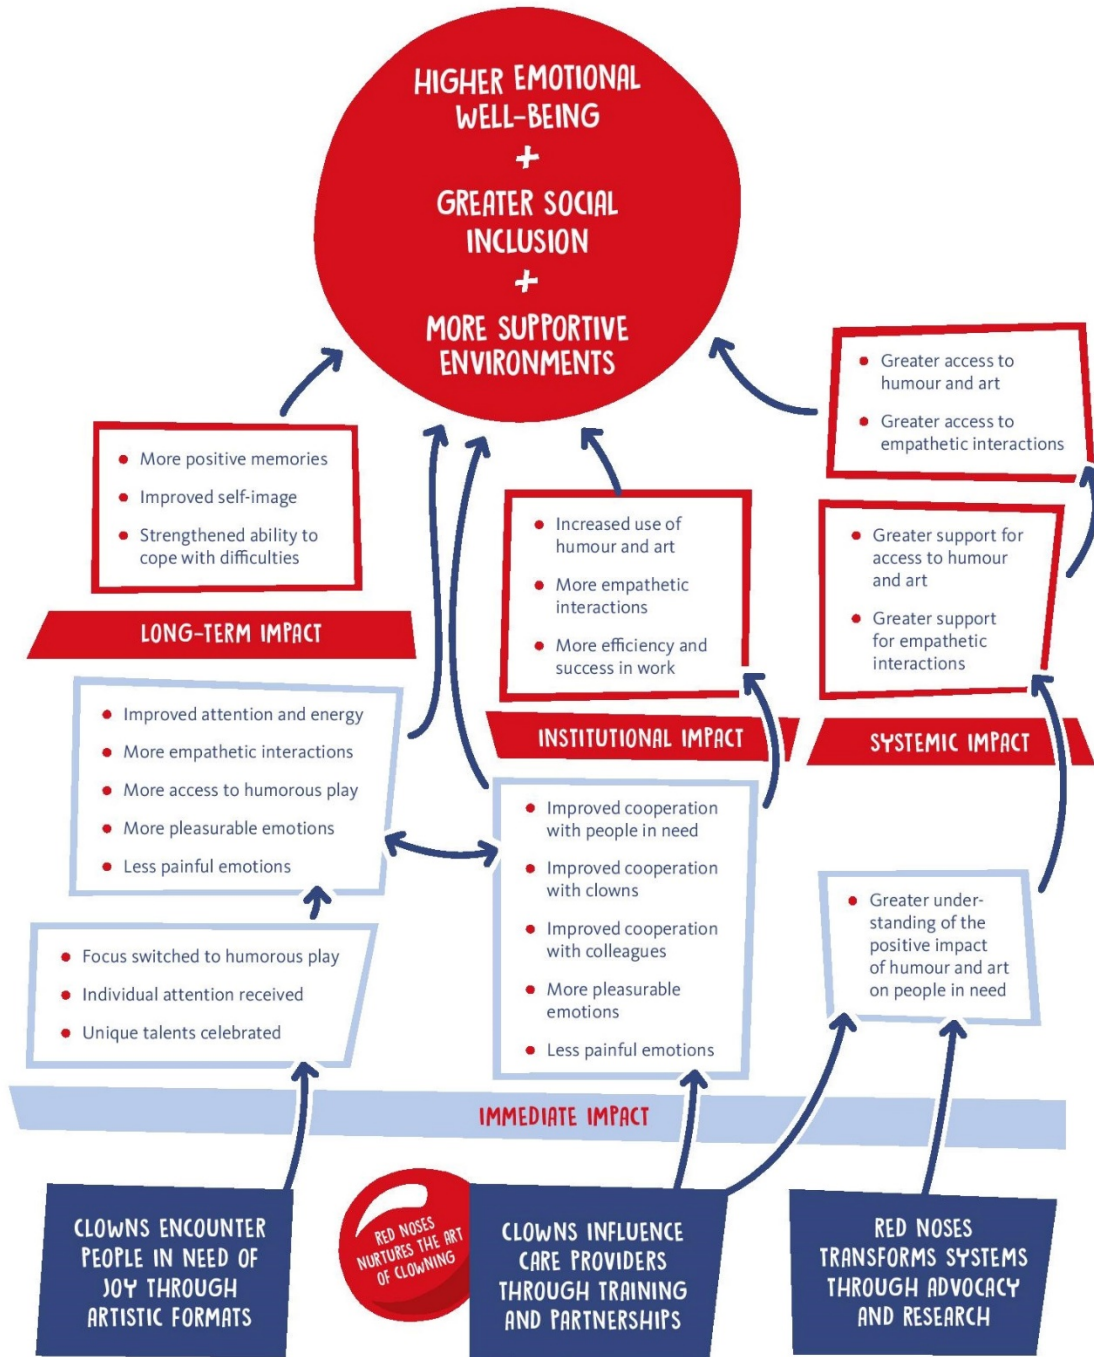 HIGHER EMOTIONAL
WELL-BEING
+
GREATER SOCIAL
INCLUSION
+
MORE SUPPORTIVE
ENVIRONMENTS
• Greater access to
humour and art
• Greater access to
empathetic interactions
• More positive memories
• Improved self-image
• Strengthened ability to
cope with difficulties
LONG-TERM IMPACT
• Increased use of
humour and art
• More empathetic
interactions
• More efficiency and
success in work
INSTITUTIONAL IMPACT
• Greater support for
access to humour
and art
• Greater support
for empathetic
interactions
SYSTEMIC IMPACT
• Improved attention and energy
• More empathetic interactions
• More access to humorous play
• More pleasurable emotions
• Less painful emotions
• Focus switched to humorous play
• Individual attention received
• Unique talents celebrated
• Improved cooperation
with people in need
• Improved cooperation
with clowns
• Improved cooperation
with colleagues
• More pleasurable
emotions
• Less painful emotions
• Greater under-
standing of the
positive impact
of humour and art
on people in need
IMMEDIATE IMPACT
CLOWNS ENCOUNTER
PEOPLE IN NEED OF
JOY THROUGH
ARTISTIC FORMATS
RED NOSES
NURTURES THE ART
OF CLOWNING
CLOWNS INFLUENCE
CARE PROVIDERS
THROUGH TRAINING
AND PARTNERSHIPS
RED NOSES
TRANSFORMS SYSTEMS
THROUGH ADVOCACY
AND RESEARCH